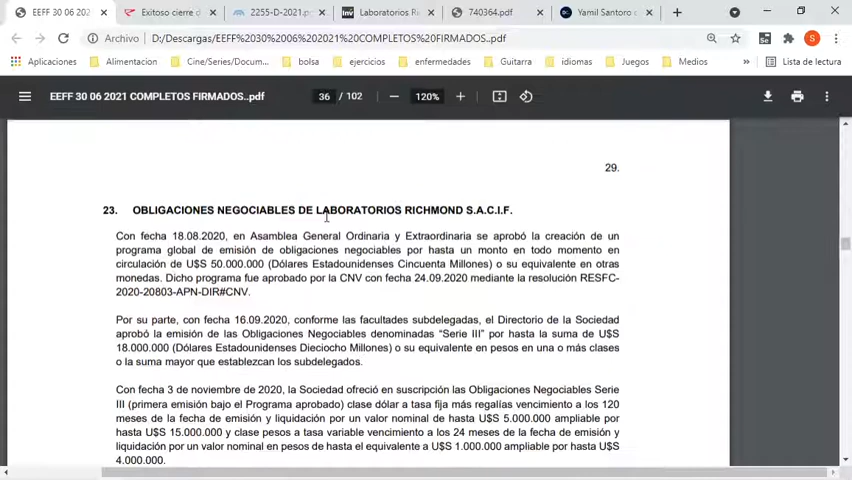 EEFF 30 06 202
Exitoso cierre d
2255-D-2021.p
Laboratorios Ri
740364.pdf
Yamil Santoro c
Archivo D:/Descargas/EEFF%2030%2006%202021%20COMPLETOS%20FIRMADOS..pdf
Aplicaciones Alimentacion Cine/Series/Docum... bolsa ejercicios enfermedades Guitarra idiomas Juegos Medios » Lista de lectura
EEFF 30 06 2021 COMPLETOS FIRMADOS..pdf 36 / 102 120%
29.
23. OBLIGACIONES NEGOCIABLES DE LABORATORIOS RICHMOND S.A.C.I.F.
Con fecha 18.08.2020, en Asamblea General Ordinaria y Extraordinaria se aprobó la creación de un
programa global de emisión de obligaciones negociables por hasta un monto en todo momento en
circulación de U$S 50.000.000 (Dólares Estadounidenses Cincuenta Millones) o su equivalente en otras
monedas. Dicho programa fue aprobado por la CNV con fecha 24.09.2020 mediante la resolución RESFC-
2020-20803-APN-DIR#CNV.
Por su parte, con fecha 16.09.2020, conforme las facultades subdelegadas, el Directorio de la Sociedad
aprobó la emisión de las Obligaciones Negociables denominadas “Serie III” por hasta la suma de U$S
18.000.000 (Dólares Estadounidenses Dieciocho Millones) o su equivalente en pesos en una o más clases
o la suma mayor que establezcan los subdelegados.
Con fecha 3 de noviembre de 2020, la Sociedad ofreció en suscripción las Obligaciones Negociables Serie
III (primera emisión bajo el Programa aprobado) clase dólar a tasa fija más regalías vencimiento a los 120
meses de la fecha de emisión y liquidación por un valor nominal de hasta U$S 5.000.000 ampliable por
hasta U$S 15.000.000 y clase pesos a tasa variable vencimiento a los 24 meses de la fecha de emisión y
liquidación por un valor nominal en pesos de hasta el equivalente a U$S 1.000.000 ampliable por hasta U$S
4.000.000.